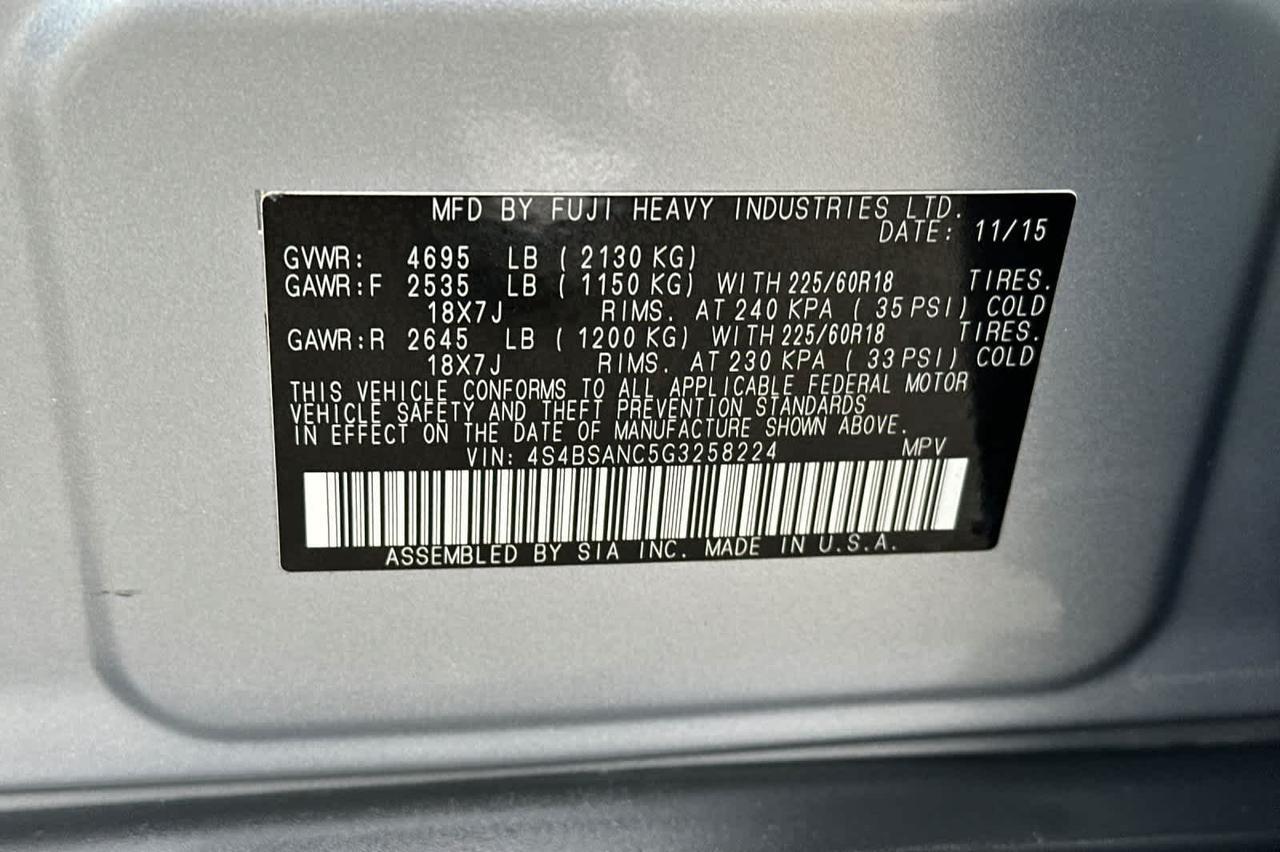 MFD BY FUJI HEAVY INDUSTRIES LTD.
DATE: 11/15
GVWR: 4695 LB ( 2130 KG)
GAWR:F 2535 LB ( 1150 KG) WITH 225/60R18 TIRES.
18X7J RIMS. AT 240 KPA ( 35 PSI) COLD
GAWR:R 2645 LB ( 1200 KG) WITH 225/60R18 TIRES.
18X7J RIMS. AT 230 KPA ( 33 PSI) COLD
THIS VEHICLE CONFORMS TO ALL APPLICABLE FEDERAL MOTOR
VEHICLE SAFETY AND THEFT PREVENTION STANDARDS
IN EFFECT ON THE DATE OF MANUFACTURE SHOWN ABOVE.
VIN: 4S4BSANC5G3258224 MPV
ASSEMBLED BY SIA INC. MADE IN U.S.A.